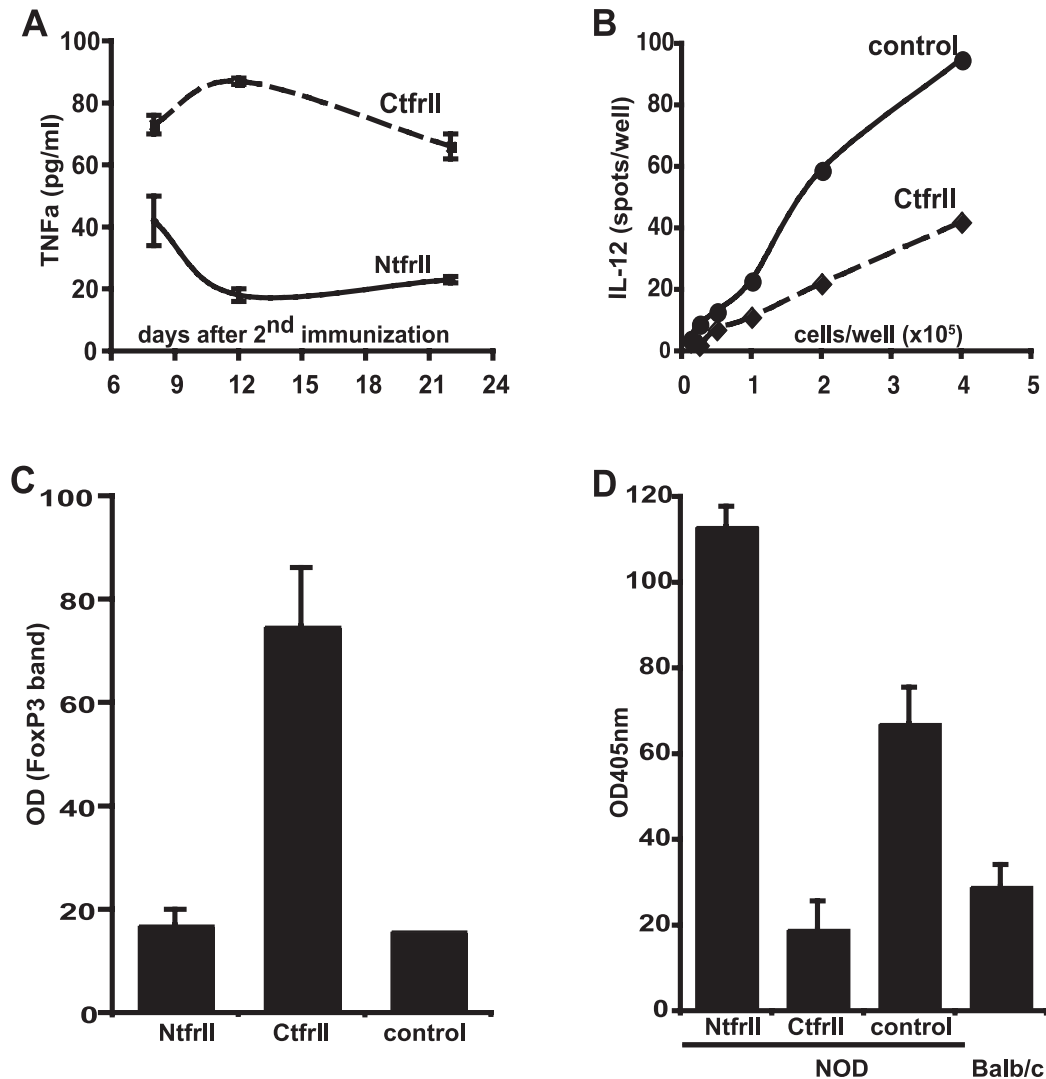 A
TNFa (pg/ml)
100
80
60
40
20
0
CtfrII
NtfrII
days after 2nd immunization
6 9 12 15 18 21 24
B
IL-12 (spots/well)
100
80
60
40
20
0
control
CtfrII
cells/well (x10⁵)
0 1 2 3 4 5
C
OD (FoxP3 band)
100
80
60
40
20
0
NtfrII CtfrII control
D
OD405nm
120
100
80
60
40
20
0
NtfrII CtfrII control
NOD Balb/c